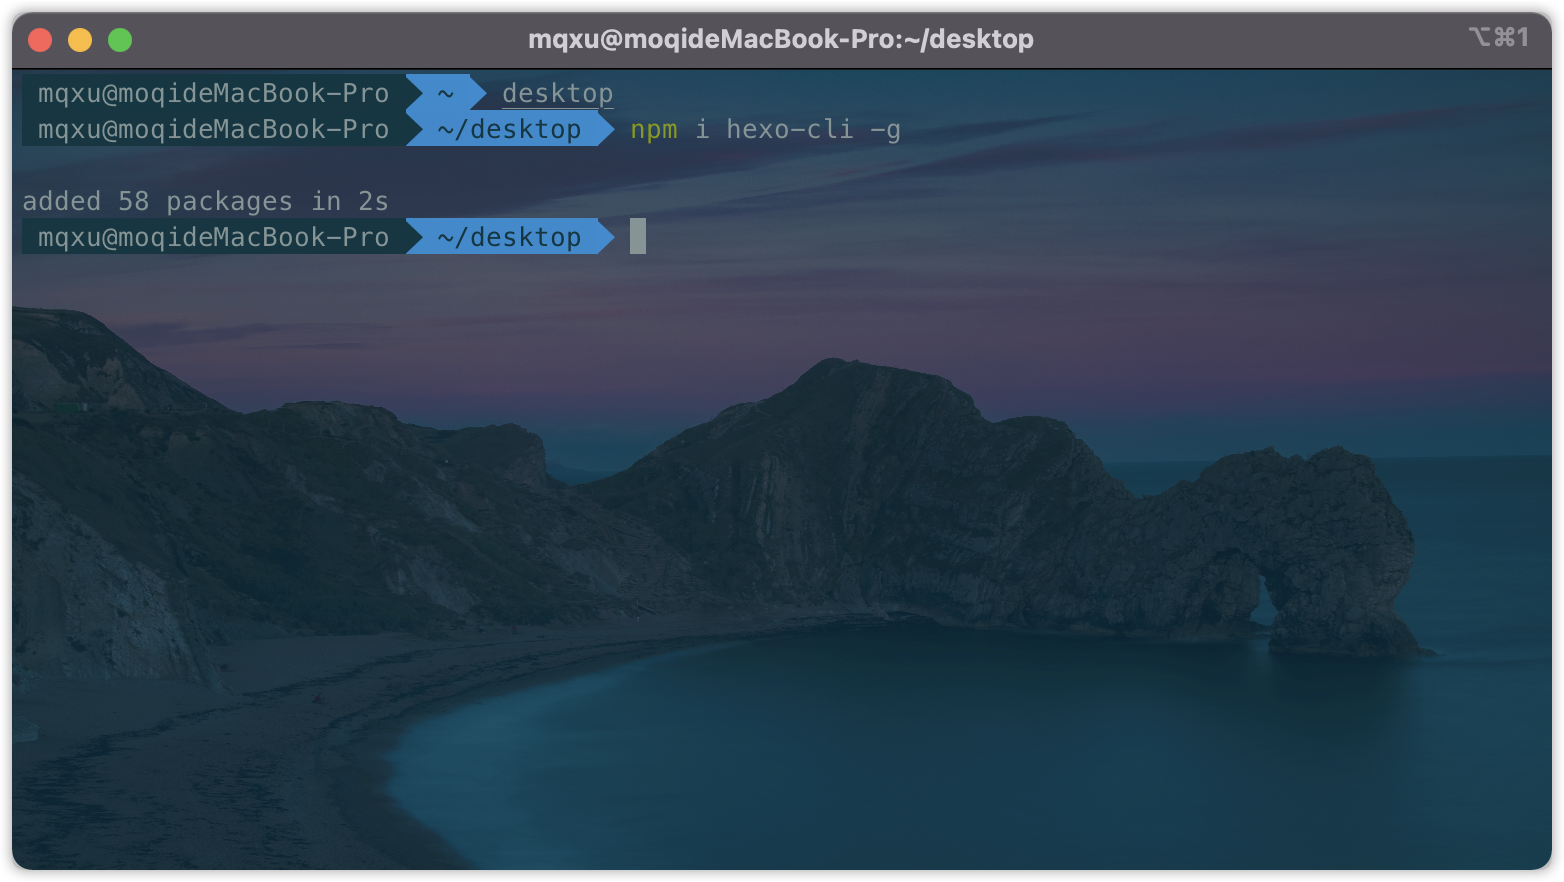 mqxu@moqideMacBook-Pro:~/desktop
⌥⌘1
mqxu@moqideMacBook-Pro ~ desktop
mqxu@moqideMacBook-Pro ~/desktop npm i hexo-cli -g
added 58 packages in 2s
mqxu@moqideMacBook-Pro ~/desktop